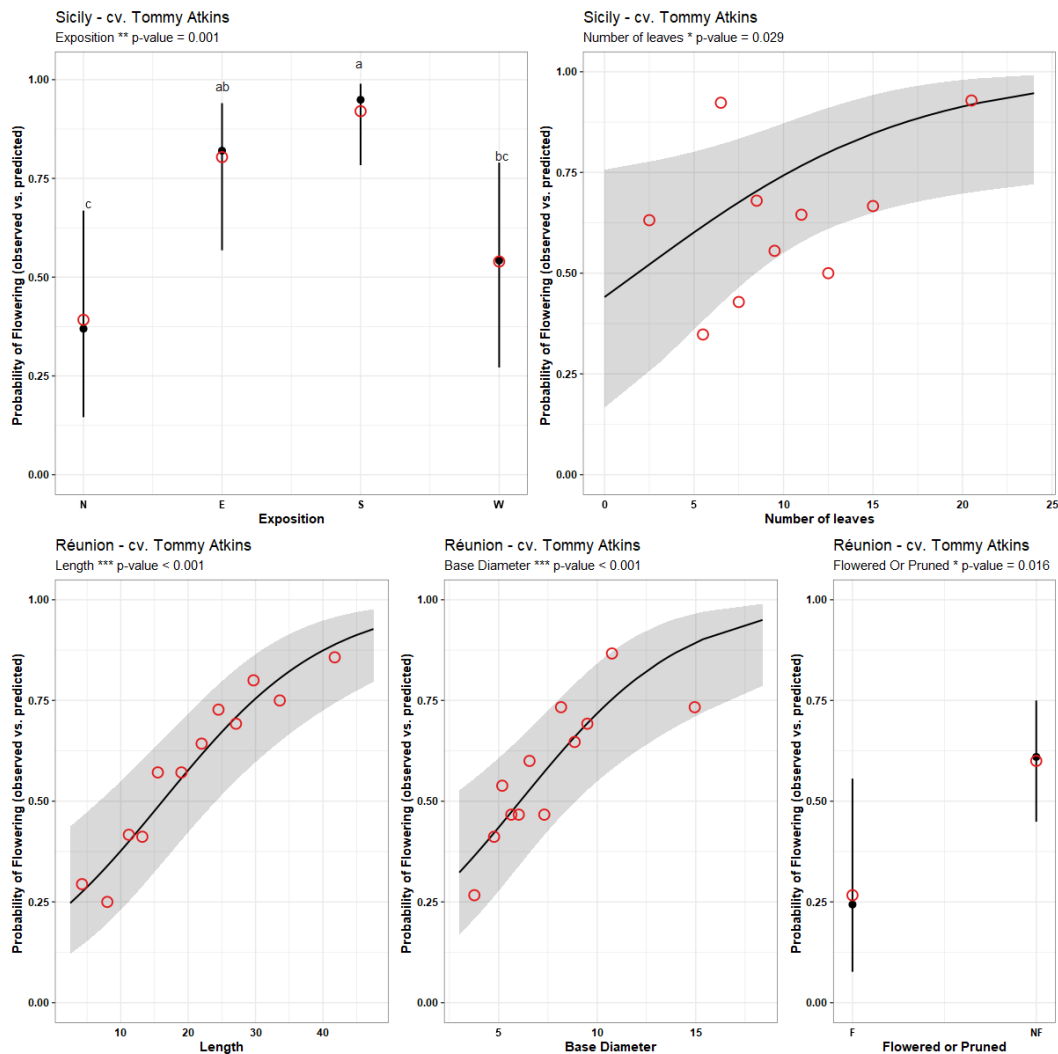 Sicily - cv. Tommy Atkins
Exposition ** p-value = 0.001
Probability of Flowering (observed vs. predicted)
1.00
0.75
0.50
0.25
0.00
c
ab
a
bc
N E S W
Exposition
Sicily - cv. Tommy Atkins
Number of leaves * p-value = 0.029
Probability of Flowering (observed vs. predicted)
1.00
0.75
0.50
0.25
0.00
0 5 10 15 20 25
Number of leaves
Réunion - cv. Tommy Atkins
Length *** p-value < 0.001
Probability of Flowering (observed vs. predicted)
1.00
0.75
0.50
0.25
0.00
10 20 30 40
Length
Réunion - cv. Tommy Atkins
Base Diameter *** p-value < 0.001
Probability of Flowering (observed vs. predicted)
1.00
0.75
0.50
0.25
0.00
5 10 15
Base Diameter
Réunion - cv. Tommy Atkins
Flowered Or Pruned * p-value = 0.016
Probability of Flowering (observed vs. predicted)
1.00
0.75
0.50
0.25
0.00
F NF
Flowered or Pruned